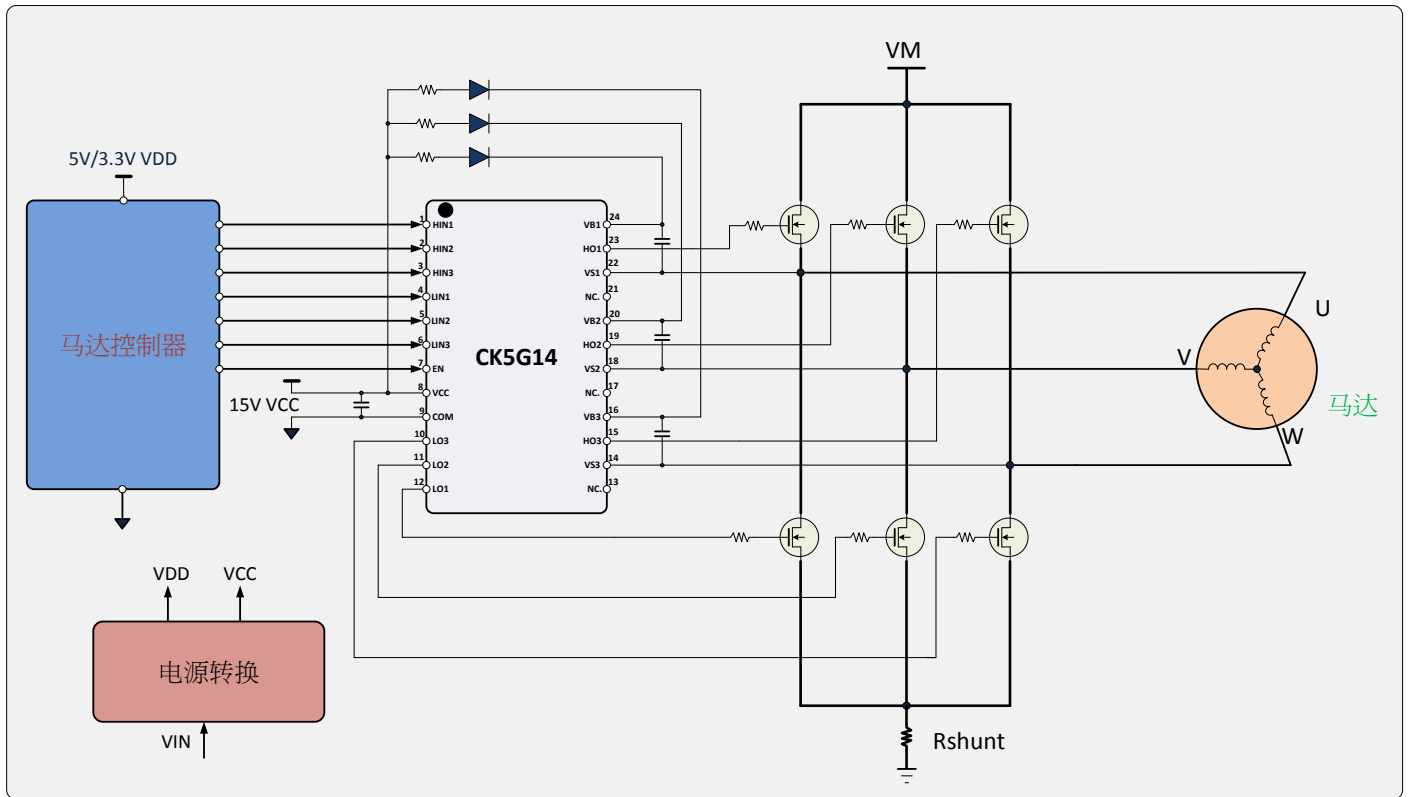 VM
5V/3.3V VDD
马达控制器
1 HIN1
2 HIN2
3 HIN3
4 LIN1
5 LIN2
6 LIN3
7 EN
8 VCC
9 COM
10 LO3
11 LO2
12 LO1
CK5G14
VB1 24
HO1 23
VS1 22
NC. 21
VB2 20
HO2 19
VS2 18
NC. 17
VB3 16
HO3 15
VS3 14
NC. 13
15V VCC
U
V
W
马达
VDD
VCC
电源转换
VIN
Rshunt